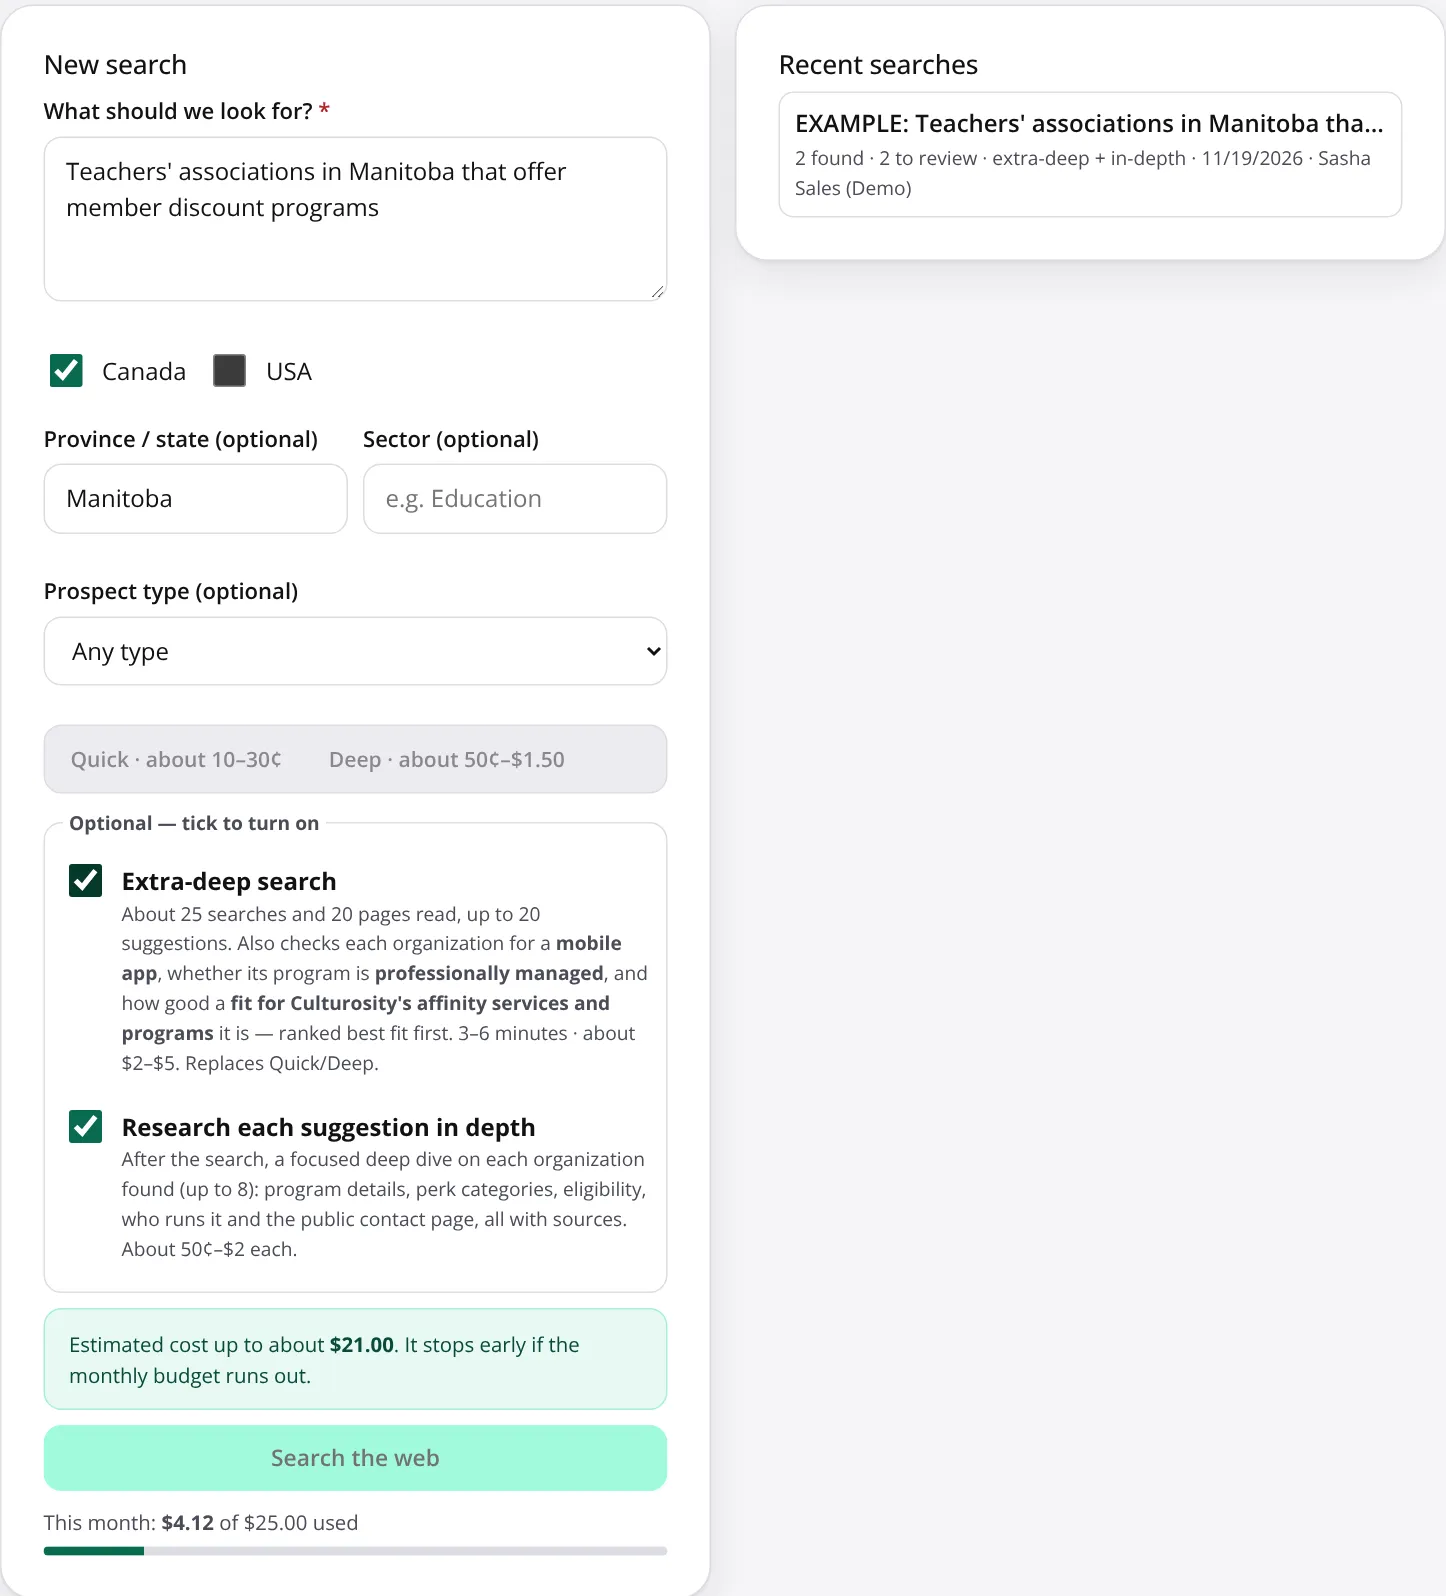 New search
What should we look for? *
Teachers' associations in Manitoba that offer
member discount programs
Canada
USA
Province / state (optional)
Sector (optional)
Manitoba
e.g. Education
Prospect type (optional)
Any type
Quick · about 10–30¢
Deep · about 50¢–$1.50
Optional — tick to turn on
Extra-deep search
About 25 searches and 20 pages read, up to 20
suggestions. Also checks each organization for a mobile
app, whether its program is professionally managed, and
how good a fit for Culturosity's affinity services and
programs it is — ranked best fit first. 3–6 minutes · about
$2–$5. Replaces Quick/Deep.
Research each suggestion in depth
After the search, a focused deep dive on each organization
found (up to 8): program details, perk categories, eligibility,
who runs it and the public contact page, all with sources.
About 50¢–$2 each.
Estimated cost up to about $21.00. It stops early if the
monthly budget runs out.
Search the web
This month: $4.12 of $25.00 used
Recent searches
EXAMPLE: Teachers' associations in Manitoba tha...
2 found · 2 to review · extra-deep + in-depth · 11/19/2026 · Sasha
Sales (Demo)